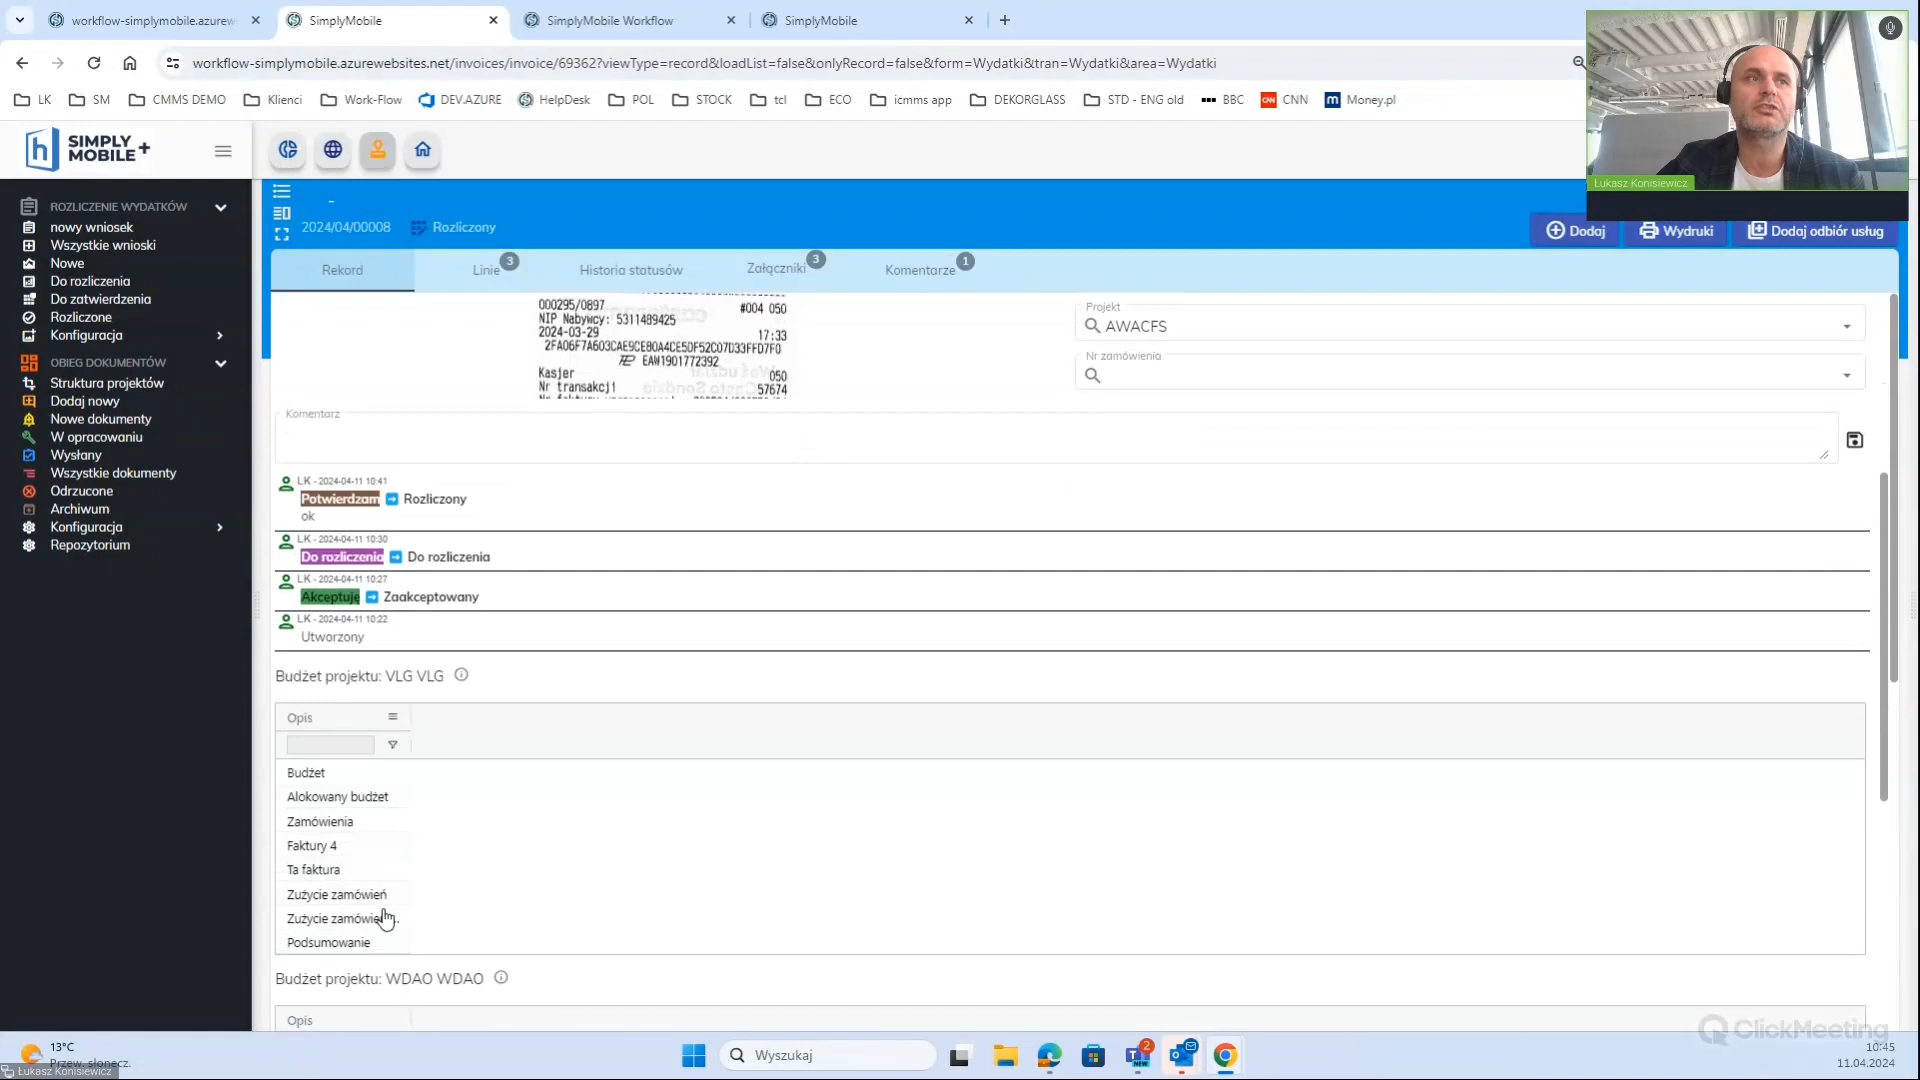 workflow-simplymobile.azurew
SimplyMobile
SimplyMobile Workflow
SimplyMobile
workflow-simplymobile.azurewebsites.net/invoices/invoice/69362?viewType=record&loadList=false&onlyRecord=false&form=Wydatki&tran=Wydatki&area=Wydatki
LK
SM
CMMS DEMO
Klienci
Work-Flow
DEV.AZURE
HelpDesk
POL
STOCK
tcl
ECO
icmms app
DEKORGLASS
STD - ENG old
BBC
CNN
Money.pl
Łukasz Konisiewicz
SIMPLY
MOBILE +
ROZLICZENIE WYDATKÓW
nowy wniosek
Wszystkie wnioski
Nowe
Do rozliczenia
Do zatwierdzenia
Rozliczone
Konfiguracja
OBIEG DOKUMENTÓW
Struktura projektów
Dodaj nowy
Nowe dokumenty
W opracowaniu
Wysłany
Wszystkie dokumenty
Odrzucone
Archiwum
Konfiguracja
Repozytorium
-
2024/04/00008
Rozliczony
Dodaj
Wydruki
Dodaj odbiór usług
Rekord
Linie 3
Historia statusów
Załączniki 3
Komentarze 1
000295/0897 #004 050
NIP Nabywcy: 5311489425
2024-03-29 17:33
2FA06F7A603CAE9CEB0A4CE5DF52C07D33FFD7F0
EAW1901772392
Kasjer 050
Nr transakcji 57674
Projekt
AWACFS
Nr zamówienia
Komentarz
LK - 2024-04-11 10:41
Potwierdzam Rozliczony
ok
LK - 2024-04-11 10:30
Do rozliczenia Do rozliczenia
LK - 2024-04-11 10:27
Akceptuję Zaakceptowany
LK - 2024-04-11 10:22
Utworzony
Budżet projektu: VLG VLG
Opis
Budżet
Alokowany budżet
Zamówienia
Faktury 4
Ta faktura
Zużycie zamówień
Podsumowanie
Budżet projektu: WDAO WDAO
Opis
ClickMeeting
13°C
Przew. słonecz.
Łukasz Konisiewicz
Wyszukaj
NEW
2
10:45
11.04.2024